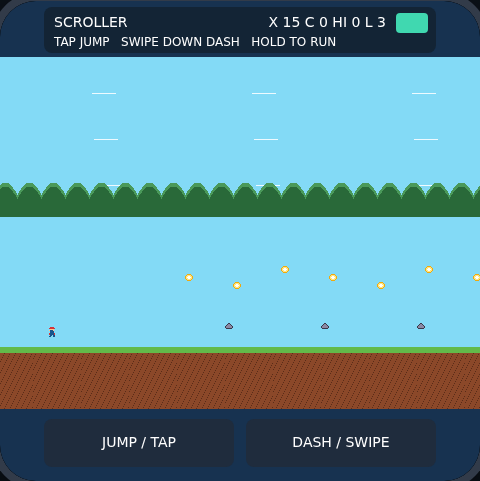 SCROLLER X 15 C 0 HI 0 L 3
TAP JUMP SWIPE DOWN DASH HOLD TO RUN
JUMP / TAP
DASH / SWIPE